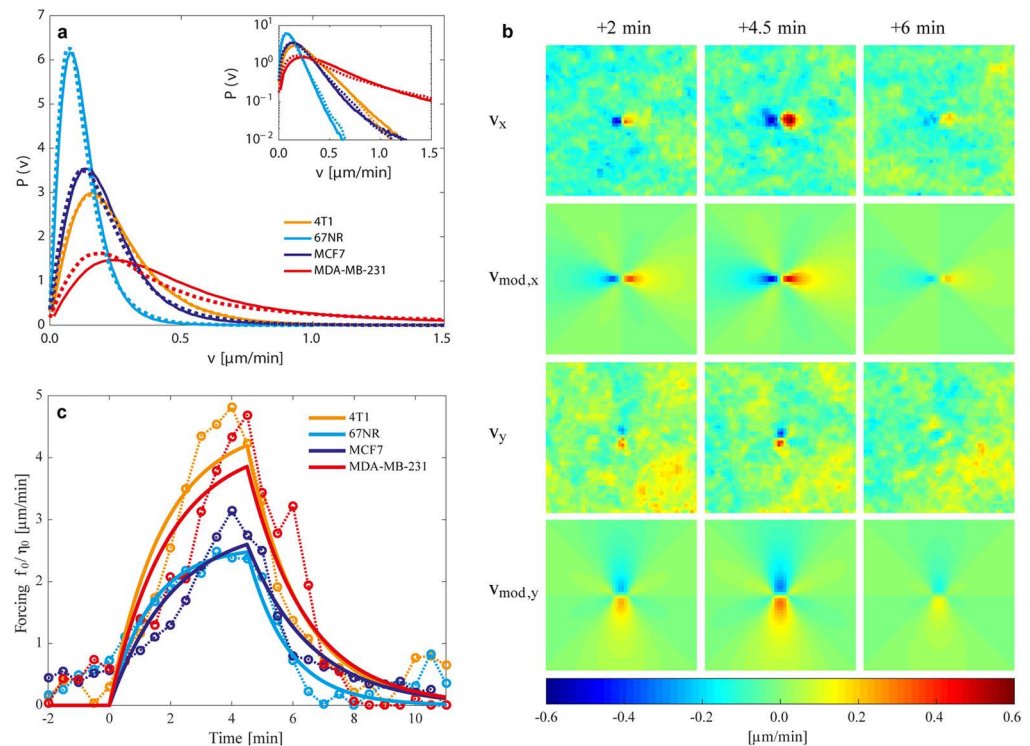 a
P (v)
7
6
5
4
3
2
1
0
0.0
0.5
1.0
1.5
v [μm/min]
P (v)
10¹
10⁰
10⁻¹
10⁻²
0.0
0.5
1.0
1.5
v [μm/min]
4T1
67NR
MCF7
MDA-MB-231
b
+2 min
+4.5 min
+6 min
vₓ
v_mod,x
v_y
v_mod,y
-0.6
-0.4
-0.2
0
0.2
0.4
0.6
[μm/min]
c
Forcing f₀/η₀ [μm/min]
5
4
3
2
1
0
-2
0
2
4
6
8
10
Time [min]
4T1
67NR
MCF7
MDA-MB-231